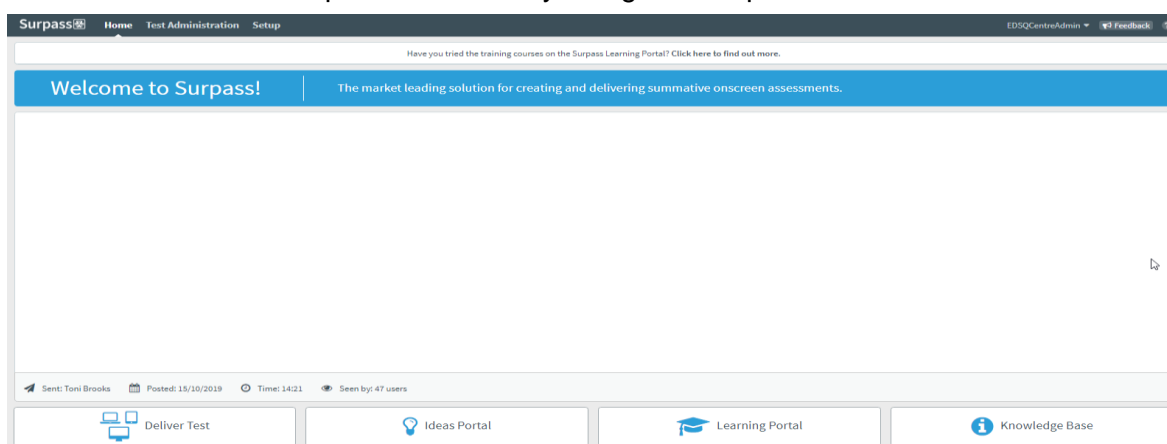 Surpass Home Test Administration Setup EDSQCentreAdmin Feedback
Have you tried the training courses on the Surpass Learning Portal? Click here to find out more.
Welcome to Surpass! The market leading solution for creating and delivering summative onscreen assessments.
Sent: Toni Brooks Posted: 15/10/2019 Time: 14:21 Seen by: 47 users
Deliver Test Ideas Portal Learning Portal Knowledge Base